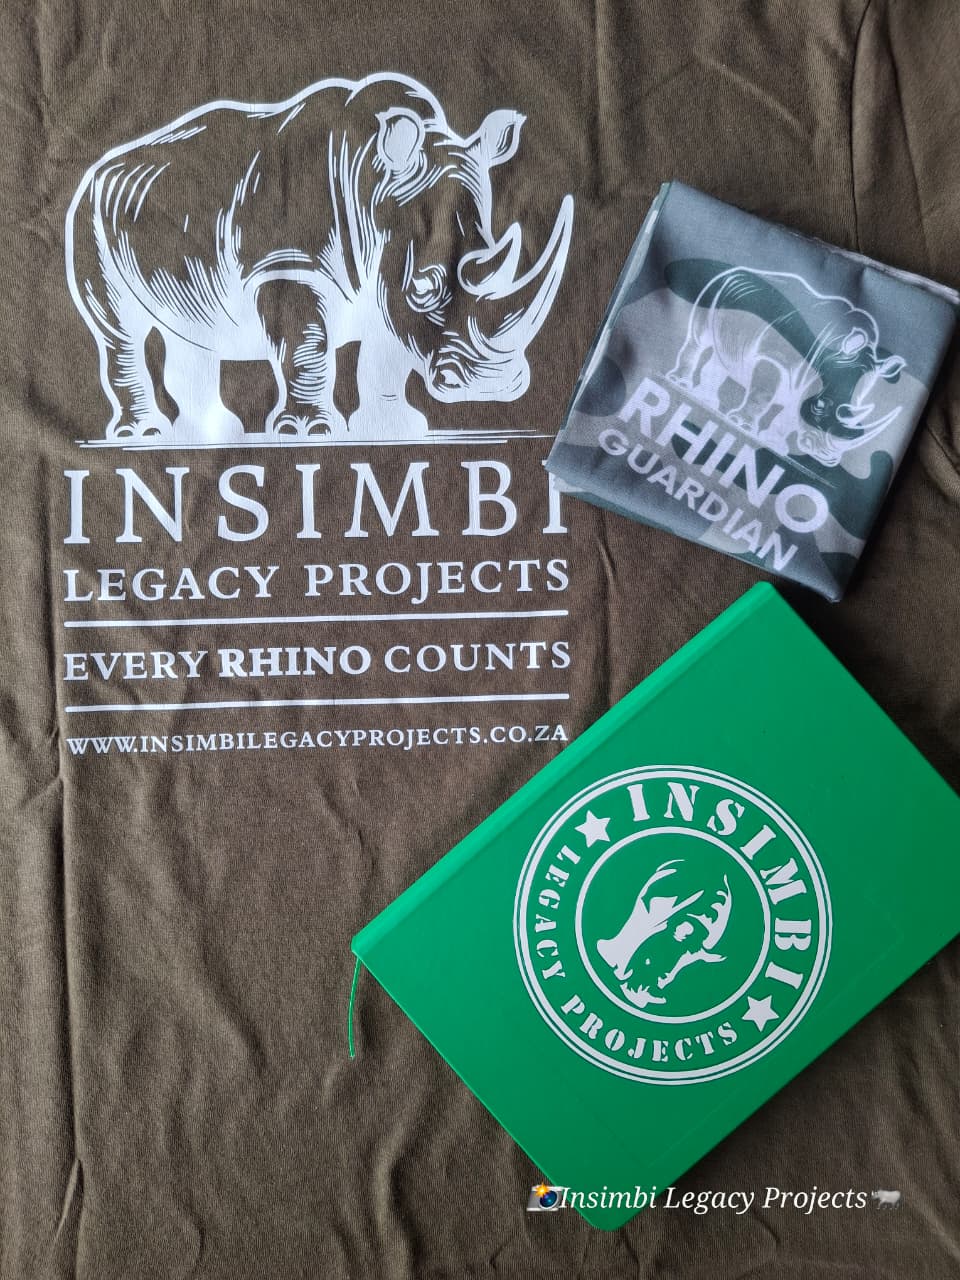 INSIMBI
LEGACY PROJECTS
EVERY RHINO COUNTS
WWW.INSIMBILEGACYPROJECTS.CO.ZA
RHINO
GUARDIAN
INSIMBI
LEGACY PROJECTS
Insimbi Legacy Projects